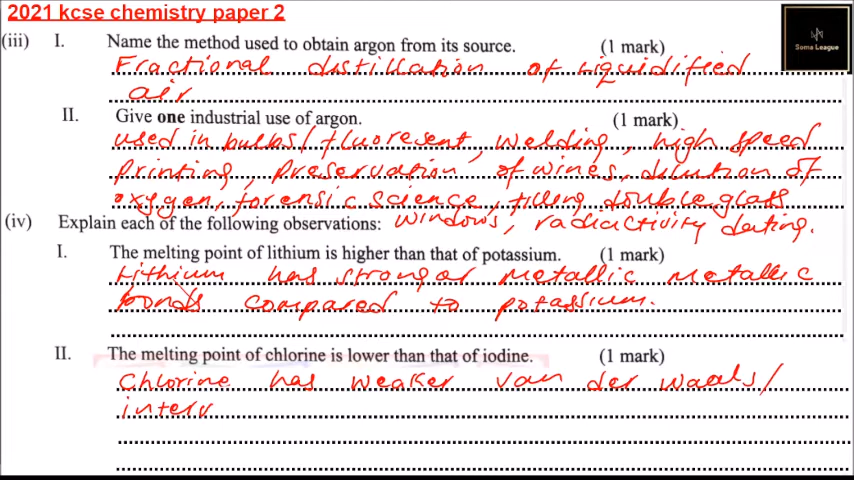 2021 kcse chemistry paper 2
Soma League
(iii) I. Name the method used to obtain argon from its source. (1 mark)
Fractional distillation of liquidified
air
II. Give one industrial use of argon. (1 mark)
used in bulbs/fluoresent, welding, high speed
printing, preservation of wines, dilution of
oxygen, forensic science, filling double glass
(iv) Explain each of the following observations: windows, radiactivity dating.
I. The melting point of lithium is higher than that of potassium. (1 mark)
Lithium has stronger metallic metallic
bonds compared to potassium.
II. The melting point of chlorine is lower than that of iodine. (1 mark)
Chlorine has weaker van der waals/
interv